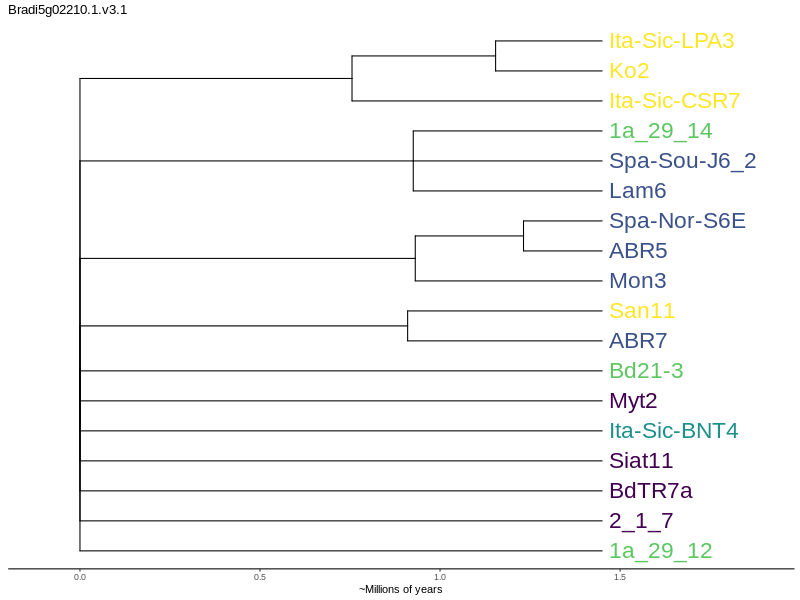 Bradi5g02210.1.v3.1
Ita-Sic-LPA3
Ko2
Ita-Sic-CSR7
1a_29_14
Spa-Sou-J6_2
Lam6
Spa-Nor-S6E
ABR5
Mon3
San11
ABR7
Bd21-3
Myt2
Ita-Sic-BNT4
Siat11
BdTR7a
2_1_7
1a_29_12
0.0 0.5 1.0 1.5
~Millions of years